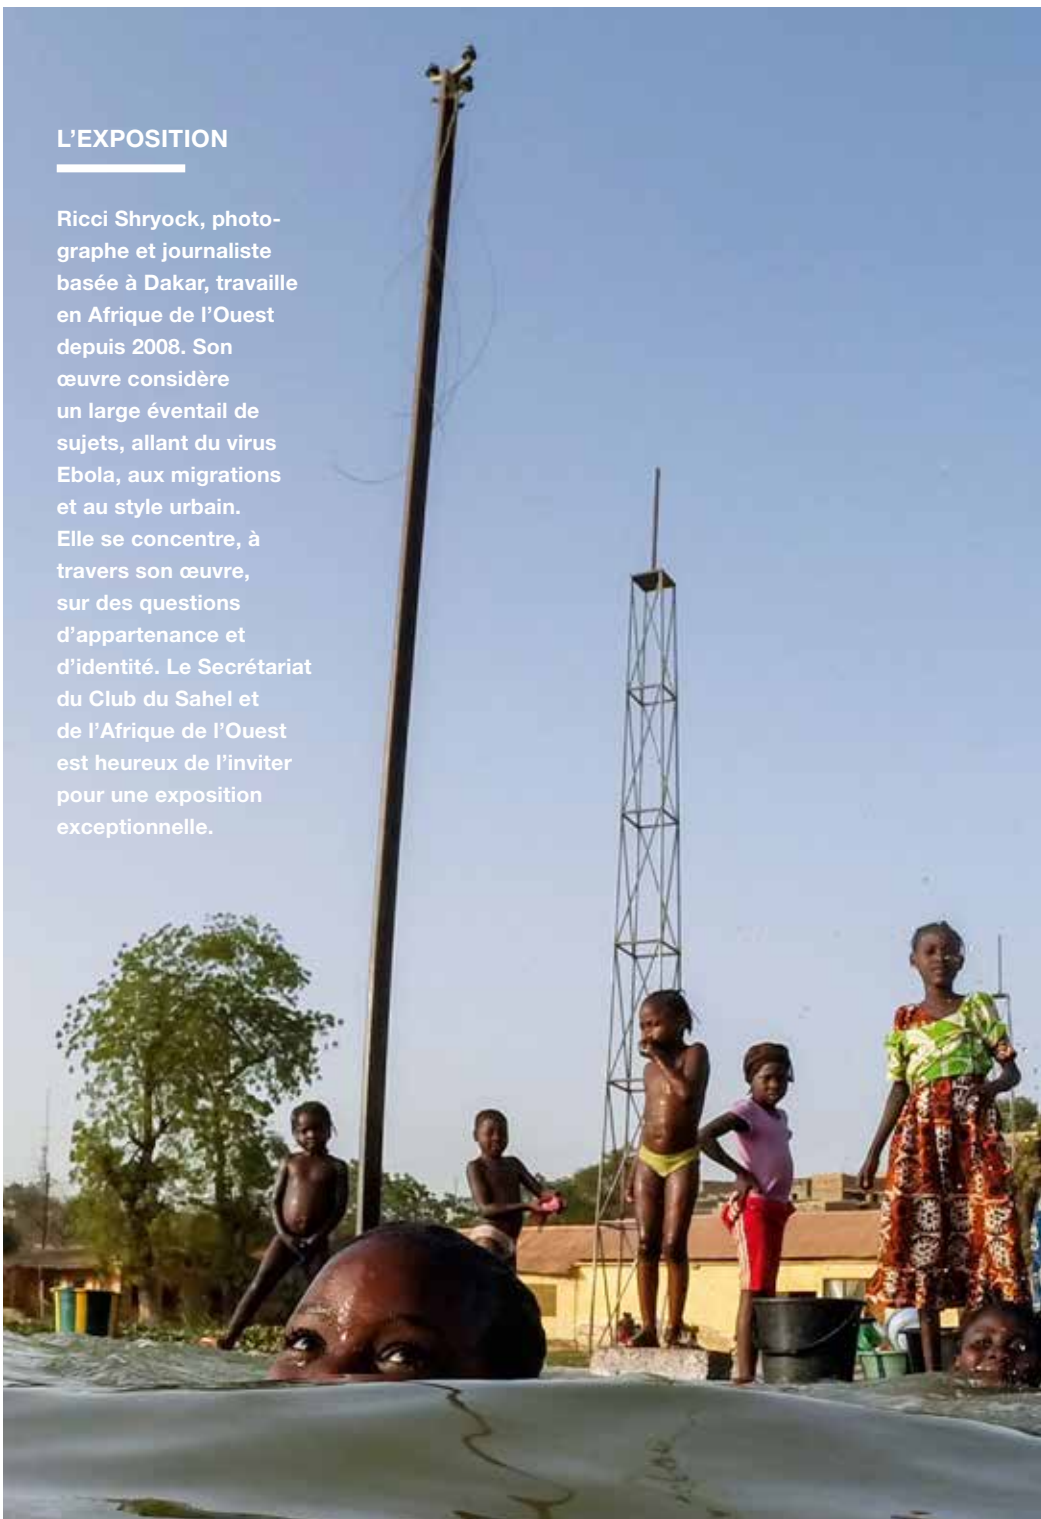 L’EXPOSITION
Ricci Shryock, photo-
graphe et journaliste
basée à Dakar, travaille
en Afrique de l’Ouest
depuis 2008. Son
œuvre considère
un large éventail de
sujets, allant du virus
Ebola, aux migrations
et au style urbain.
Elle se concentre, à
travers son œuvre,
sur des questions
d’appartenance et
d’identité. Le Secrétariat
du Club du Sahel et
de l’Afrique de l’Ouest
est heureux de l’inviter
pour une exposition
exceptionnelle.